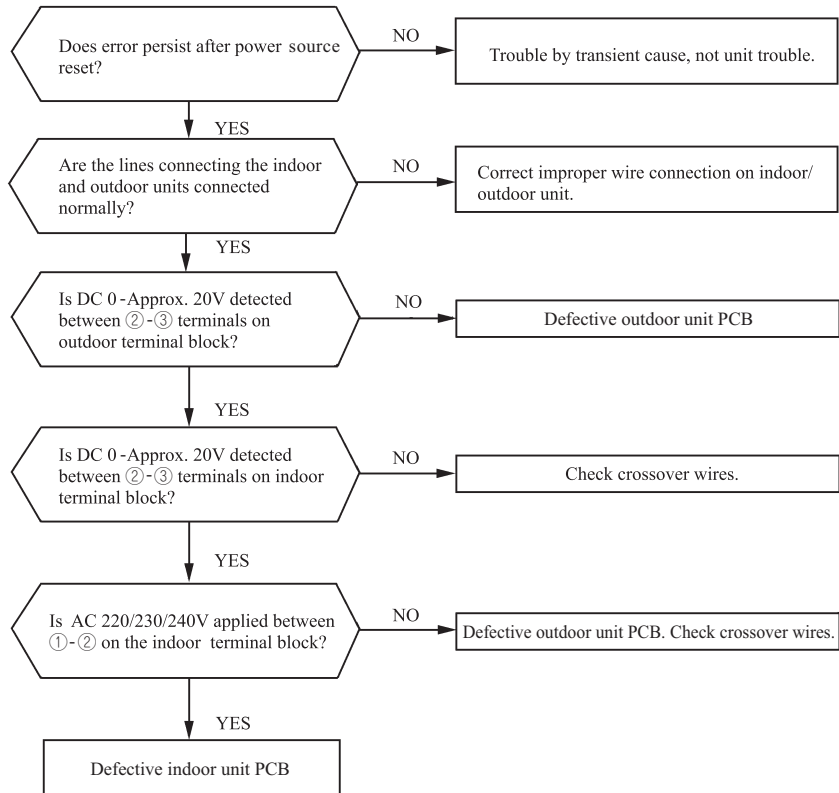 Does error persist after power source
reset?
NO
Trouble by transient cause, not unit trouble.
YES
Are the lines connecting the indoor
and outdoor units connected
normally?
NO
Correct improper wire connection on indoor/
outdoor unit.
YES
Is DC 0-Approx. 20V detected
between ②-③ terminals on
outdoor terminal block?
NO
Defective outdoor unit PCB
YES
Is DC 0-Approx. 20V detected
between ②-③ terminals on indoor
terminal block?
NO
Check crossover wires.
YES
Is AC 220/230/240V applied between
①-② on the indoor terminal block?
NO
Defective outdoor unit PCB. Check crossover wires.
YES
Defective indoor unit PCB